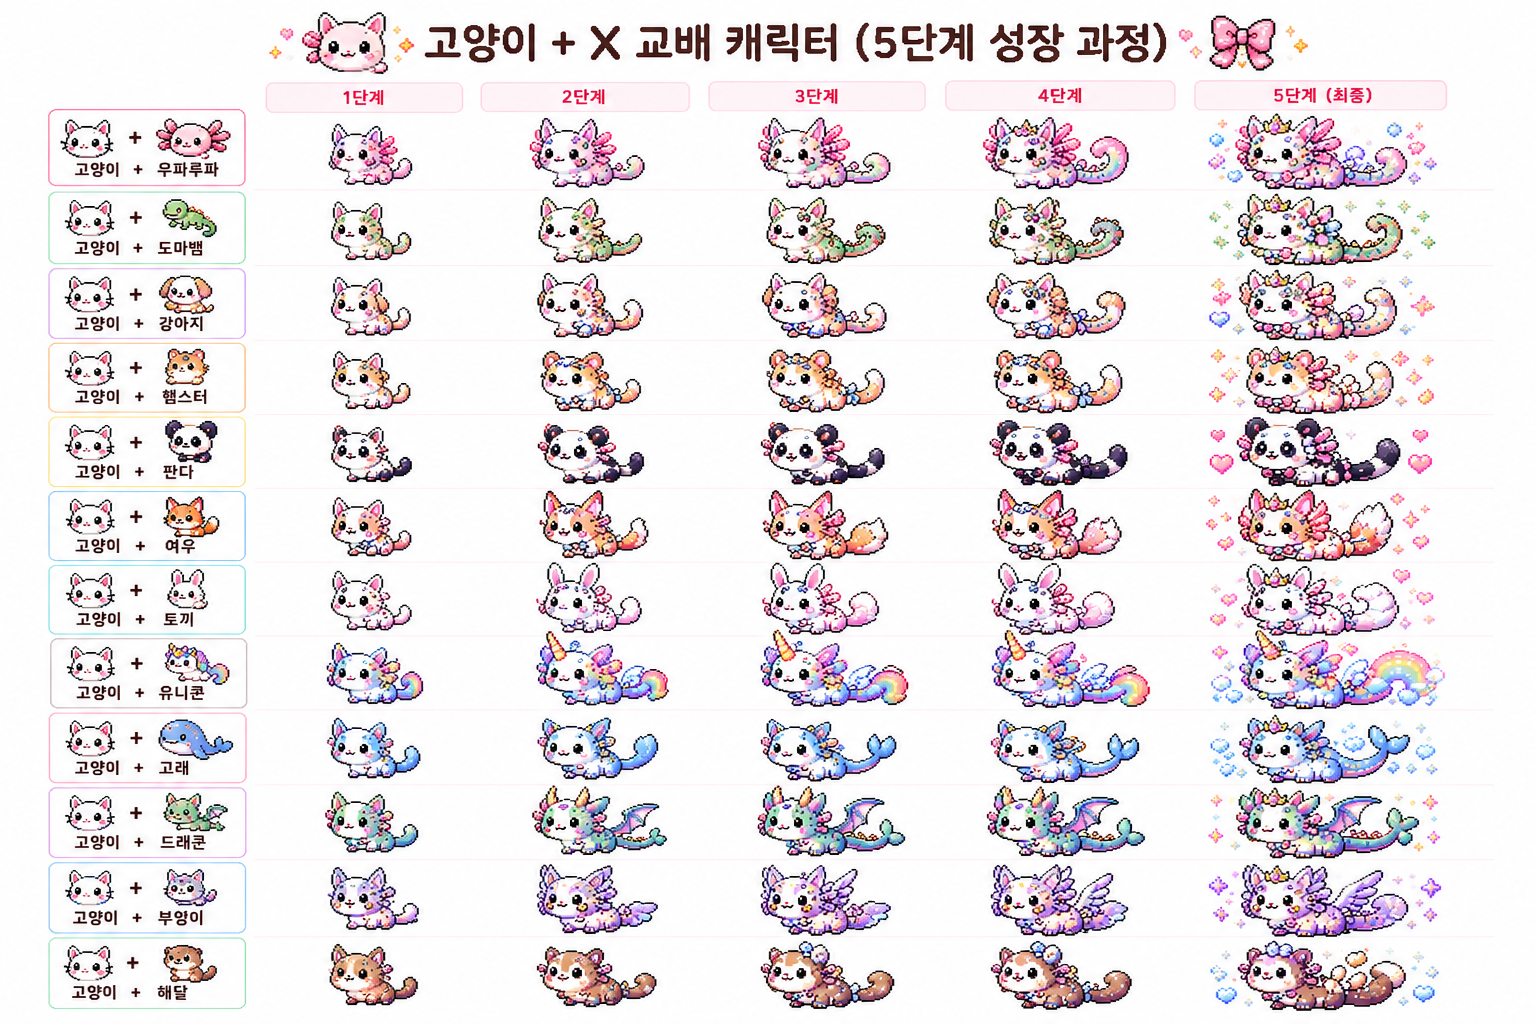 고양이 + X 교배 캐릭터 (5단계 성장 과정)
1단계 2단계 3단계 4단계 5단계 (최종)
고양이 + 우파루파
고양이 + 도마뱀
고양이 + 강아지
고양이 + 햄스터
고양이 + 판다
고양이 + 여우
고양이 + 토끼
고양이 + 유니콘
고양이 + 고래
고양이 + 드래곤
고양이 + 부엉이
고양이 + 해달